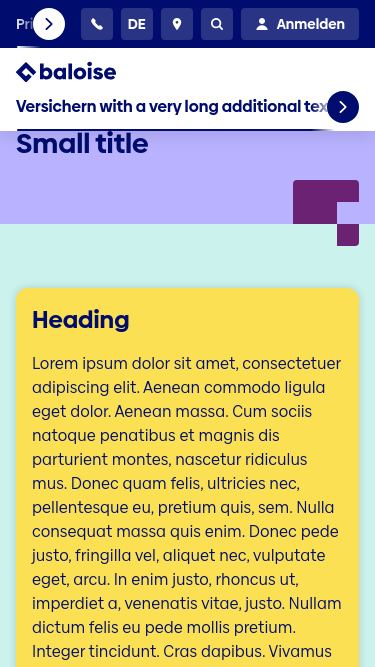 Pri
DE
Anmelden
baloise
Versichern with a very long additional tex
Small title
Heading
Lorem ipsum dolor sit amet, consectetuer
adipiscing elit. Aenean commodo ligula
eget dolor. Aenean massa. Cum sociis
natoque penatibus et magnis dis
parturient montes, nascetur ridiculus
mus. Donec quam felis, ultricies nec,
pellentesque eu, pretium quis, sem. Nulla
consequat massa quis enim. Donec pede
justo, fringilla vel, aliquet nec, vulputate
eget, arcu. In enim justo, rhoncus ut,
imperdiet a, venenatis vitae, justo. Nullam
dictum felis eu pede mollis pretium.
Integer tincidunt. Cras dapibus. Vivamus